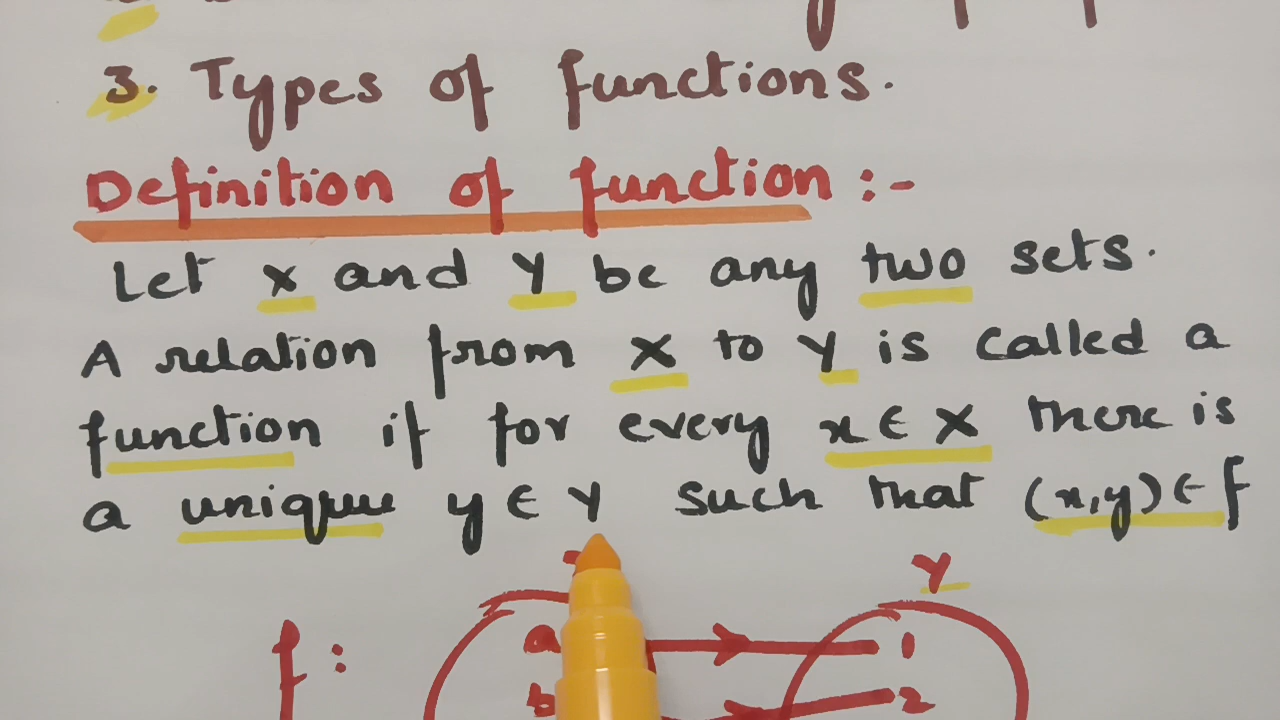 3. Types of functions.
Definition of function :-
Let X and Y be any two sets.
A relation from X to Y is called a
function if for every x ∈ X there is
a unique y ∈ Y such that (x,y) ∈ f
Y
f :
a 1
b 2